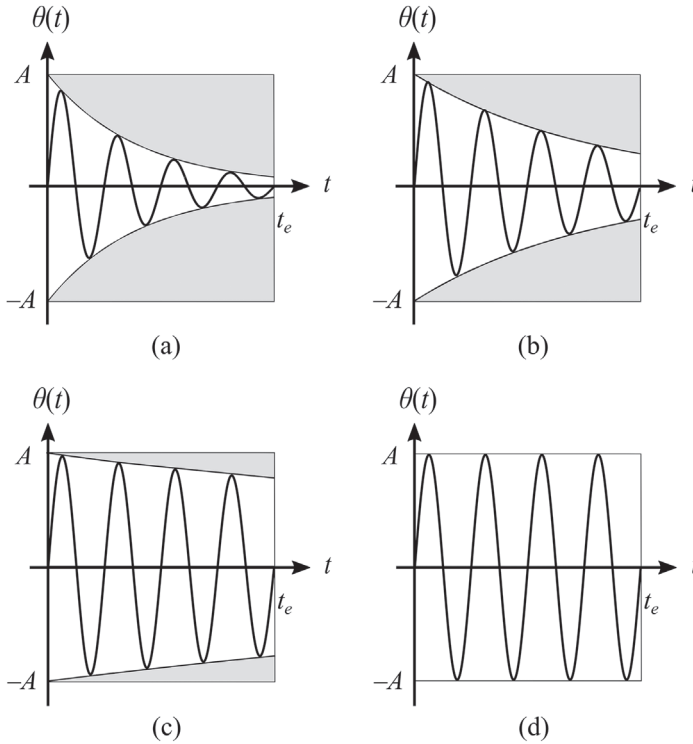 θ(t) θ(t)
A A
t t
t_e t_e
–A –A
(a) (b)
θ(t) θ(t)
A A
t t
t_e t_e
–A –A
(c) (d)